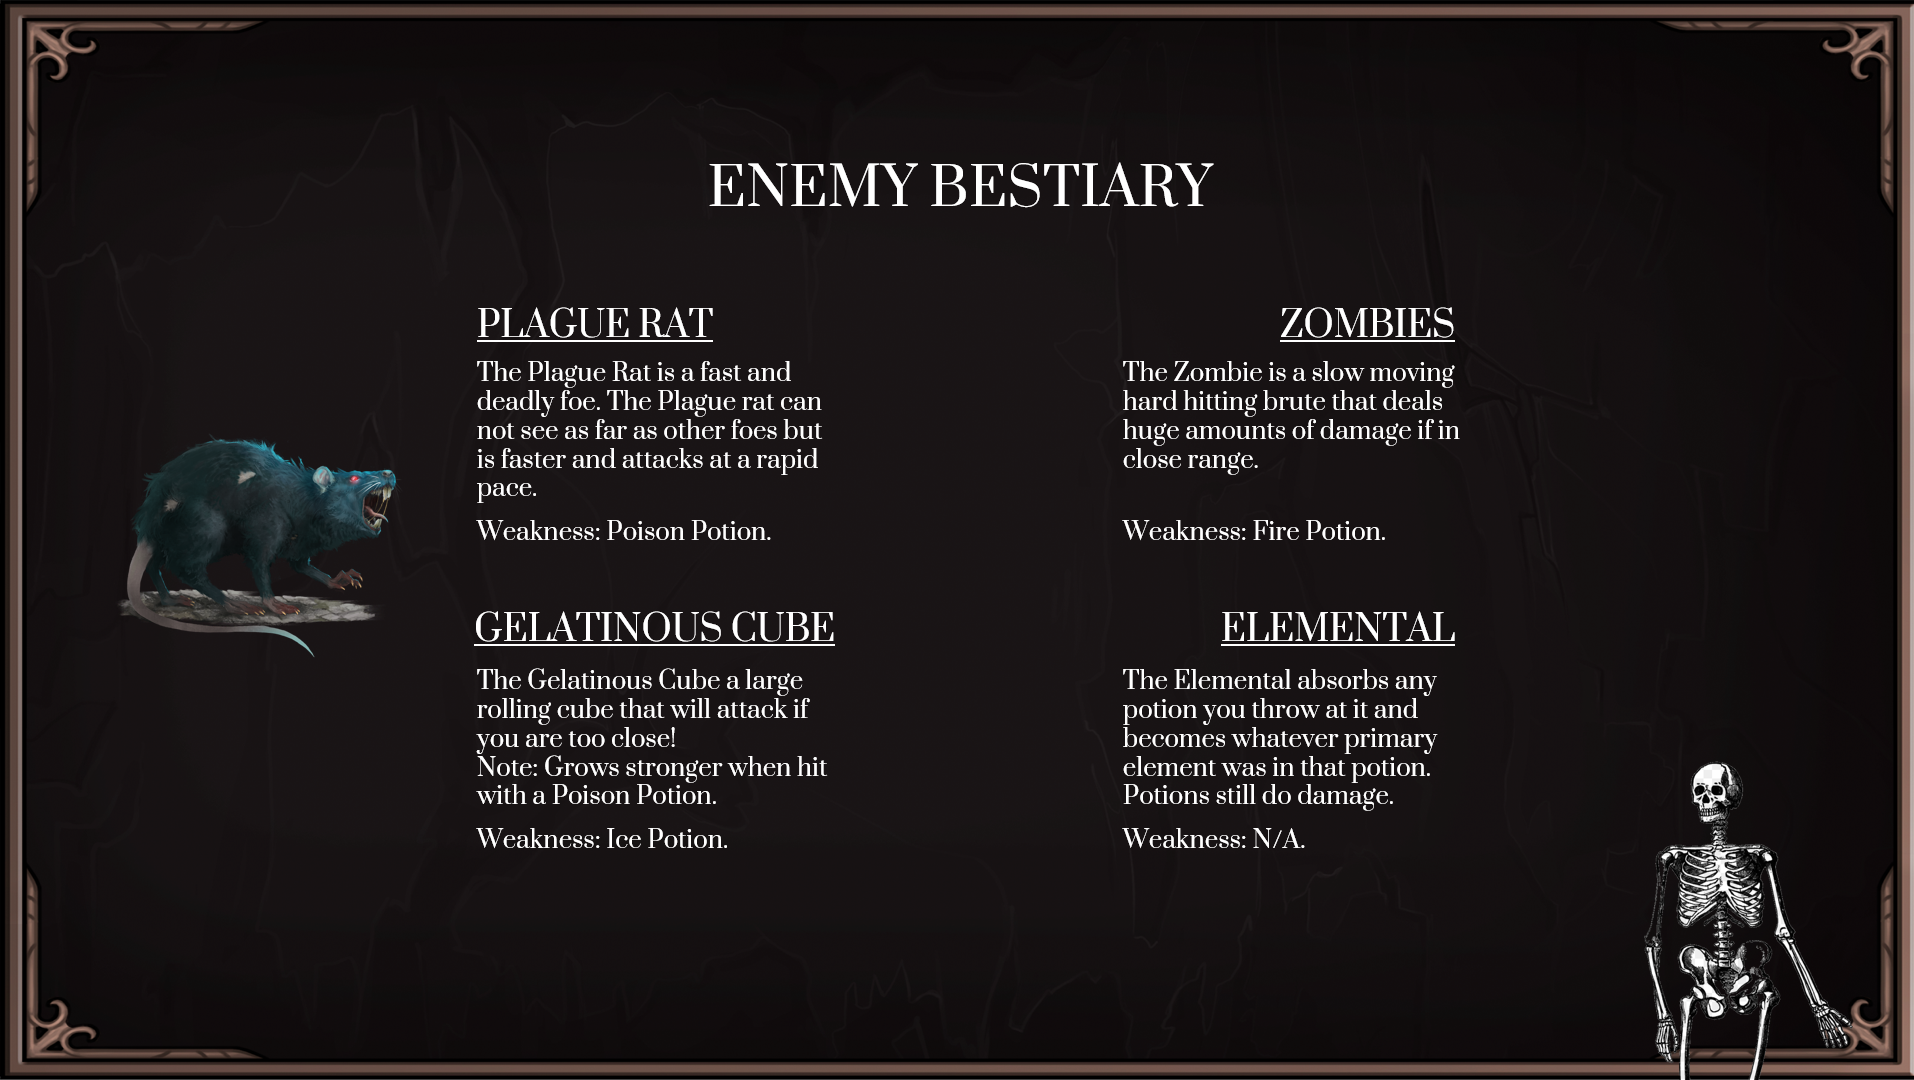 ENEMY BESTIARY
PLAGUE RAT
The Plague Rat is a fast and
deadly foe. The Plague rat can
not see as far as other foes but
is faster and attacks at a rapid
pace.
Weakness: Poison Potion.
ZOMBIES
The Zombie is a slow moving
hard hitting brute that deals
huge amounts of damage if in
close range.
Weakness: Fire Potion.
GELATINOUS CUBE
The Gelatinous Cube a large
rolling cube that will attack if
you are too close!
Note: Grows stronger when hit
with a Poison Potion.
Weakness: Ice Potion.
ELEMENTAL
The Elemental absorbs any
potion you throw at it and
becomes whatever primary
element was in that potion.
Potions still do damage.
Weakness: N/A.